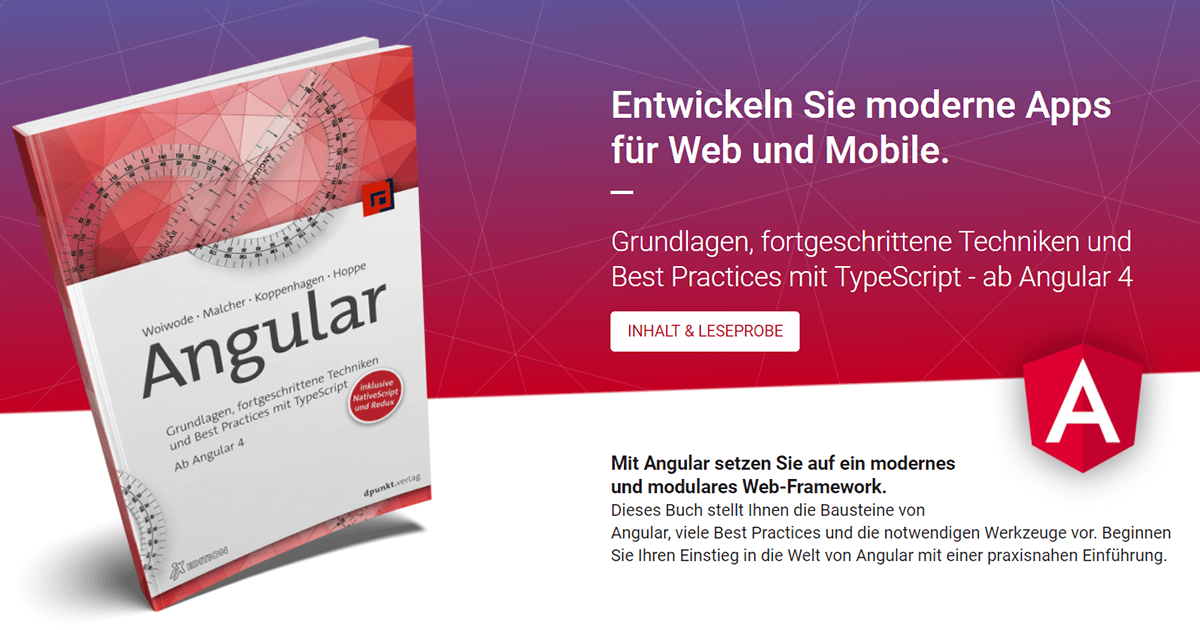 Woiwode · Malcher · Koppenhagen · Hoppe
Angular
Grundlagen, fortgeschrittene Techniken
und Best Practices mit TypeScript
Ab Angular 4
inklusive
NativeScript
und Redux
dpunkt.verlag
iX EDITION
ANGULAR
ANGULAR
Entwickeln Sie moderne Apps
für Web und Mobile.
Grundlagen, fortgeschrittene Techniken und
Best Practices mit TypeScript - ab Angular 4
INHALT & LESEPROBE
A
Mit Angular setzen Sie auf ein modernes
und modulares Web-Framework.
Dieses Buch stellt Ihnen die Bausteine von
Angular, viele Best Practices und die notwendigen Werkzeuge vor. Beginnen
Sie Ihren Einstieg in die Welt von Angular mit einer praxisnahen Einführung.